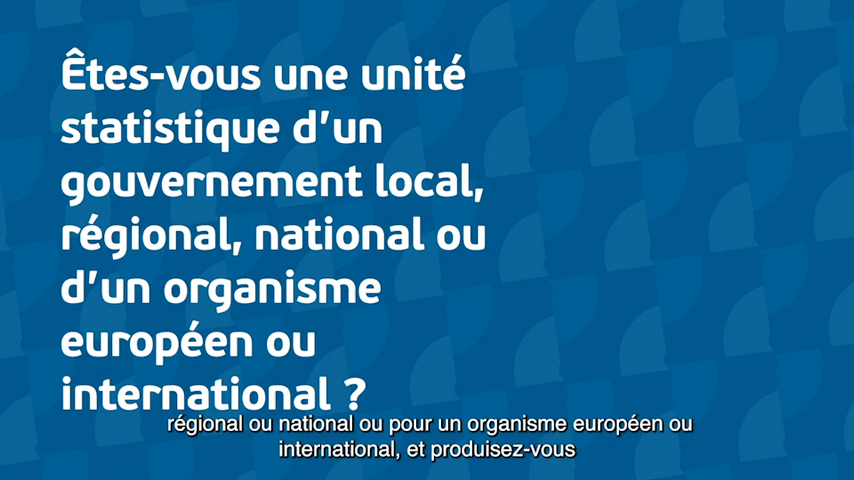 Êtes-vous une unité
statistique d’un
gouvernement local,
régional, national ou
d’un organisme
européen ou
international ?
régional ou national ou pour un organisme européen ou
international, et produisez-vous